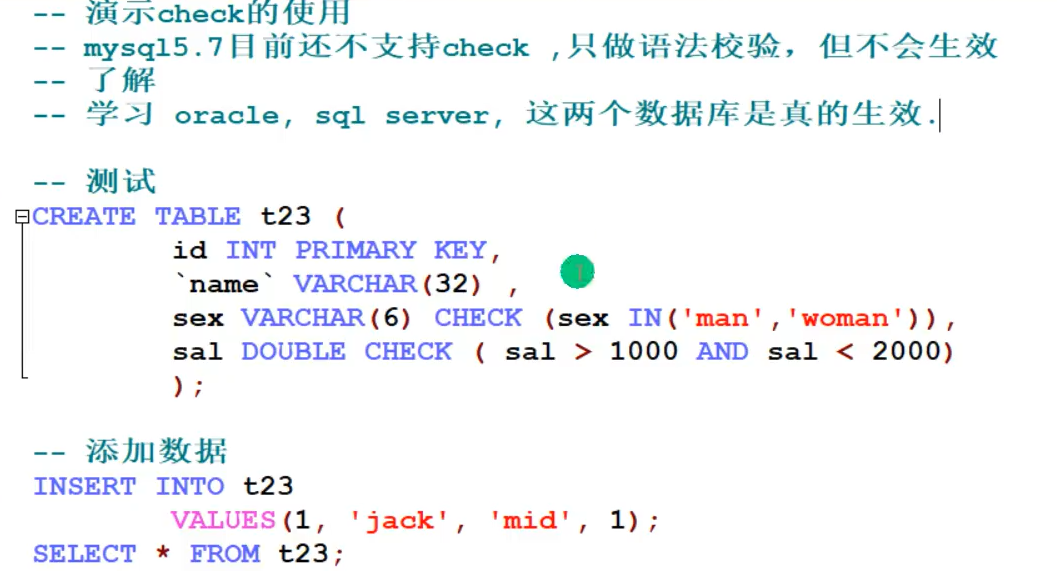 -- 演示check的使用
-- mysql5.7目前还不支持check ,只做语法校验，但不会生效
-- 了解
-- 学习 oracle, sql server, 这两个数据库是真的生效.
-- 测试
CREATE TABLE t23 (
id INT PRIMARY KEY,
`name` VARCHAR(32) ,
sex VARCHAR(6) CHECK (sex IN('man','woman')),
sal DOUBLE CHECK ( sal > 1000 AND sal < 2000)
);
-- 添加数据
INSERT INTO t23
VALUES(1, 'jack', 'mid', 1);
SELECT * FROM t23;